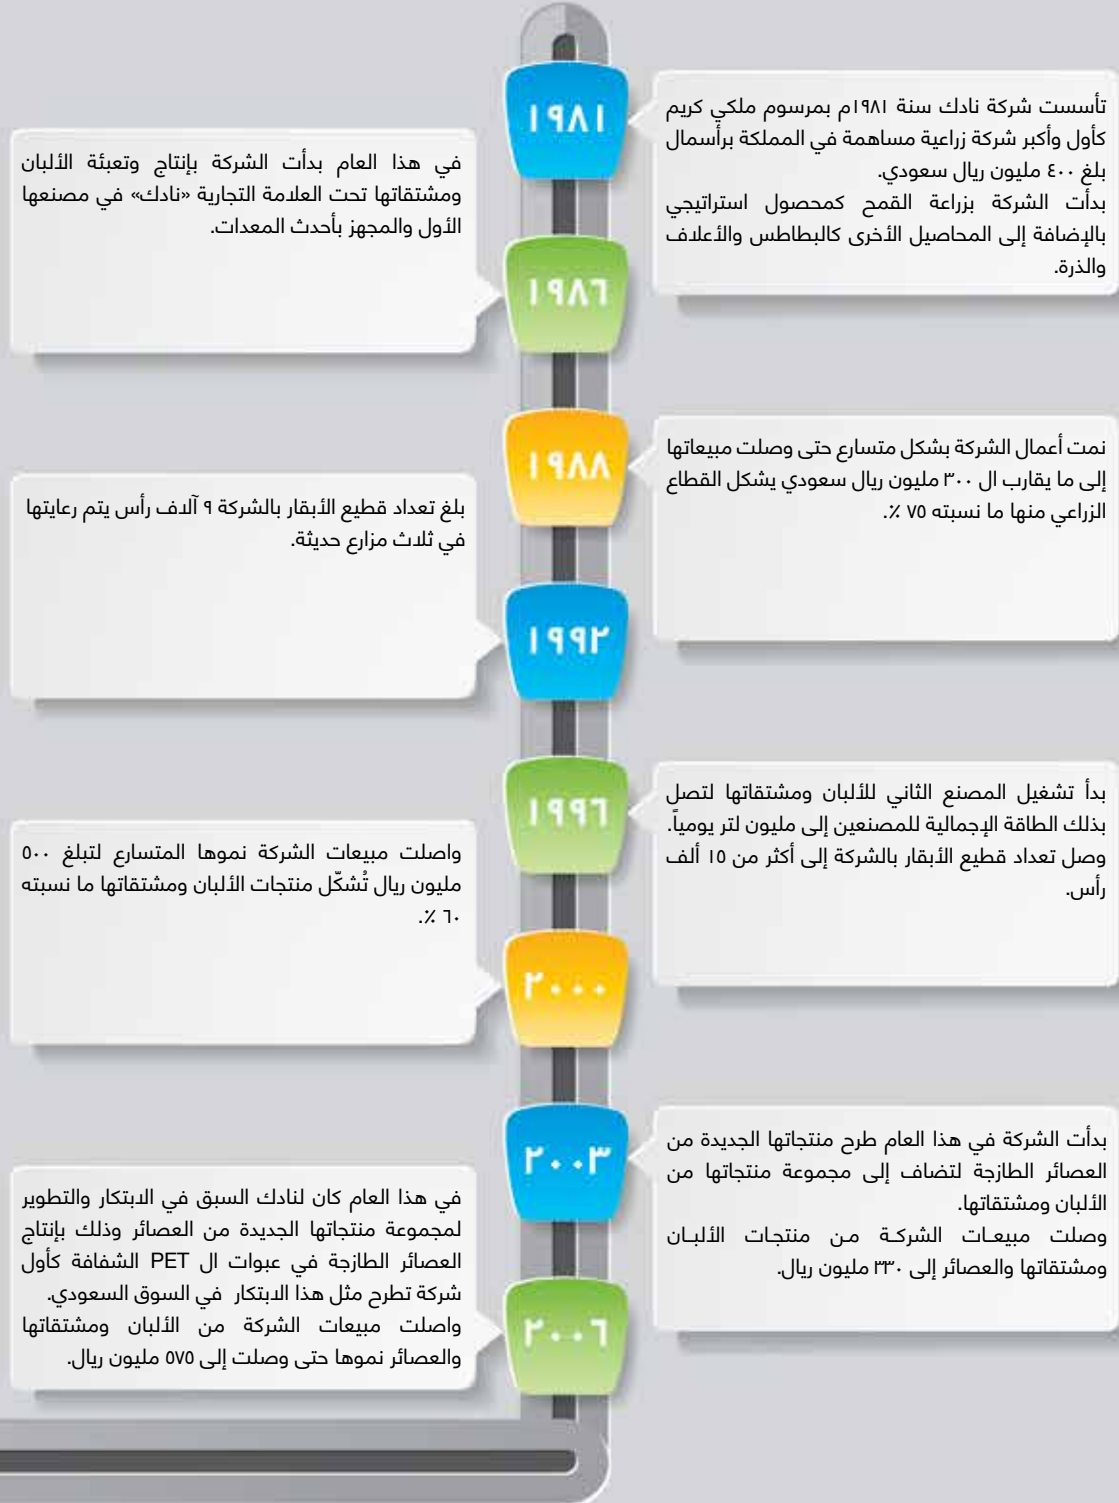 ١٩٨١
تأسست شركة نادك سنة ١٩٨١م بمرسوم ملكي كريم
كأول وأكبر شركة زراعية مساهمة في المملكة برأسمال
بلغ ٤٠٠ مليون ريال سعودي.
بدأت الشركة بزراعة القمح كمحصول استراتيجي
بالإضافة إلى المحاصيل الأخرى كالبطاطس والأعلاف
والذرة.
١٩٨٦
في هذا العام بدأت الشركة بإنتاج وتعبئة الألبان
ومشتقاتها تحت العلامة التجارية «نادك» في مصنعها
الأول والمجهز بأحدث المعدات.
١٩٨٨
نمت أعمال الشركة بشكل متسارع حتى وصلت مبيعاتها
إلى ما يقارب ال ٣٠٠ مليون ريال سعودي يشكل القطاع
الزراعي منها ما نسبته ٧٥ ٪.
١٩٩٢
بلغ تعداد قطيع الأبقار بالشركة ٩ آلاف رأس يتم رعايتها
في ثلاث مزارع حديثة.
١٩٩٦
بدأ تشغيل المصنع الثاني للألبان ومشتقاتها لتصل
بذلك الطاقة الإجمالية للمصنعين إلى مليون لتر يومياً.
وصل تعداد قطيع الأبقار بالشركة إلى أكثر من ١٥ ألف
رأس.
٢٠٠٠
واصلت مبيعات الشركة نموها المتسارع لتبلغ ٥٠٠
مليون ريال تُشكّل منتجات الألبان ومشتقاتها ما نسبته
٦٠ ٪.
٢٠٠٣
بدأت الشركة في هذا العام طرح منتجاتها الجديدة من
العصائر الطازجة لتضاف إلى مجموعة منتجاتها من
الألبان ومشتقاتها.
وصلت مبيعـات الشركـة مـن منتجـات الألبـان
ومشتقاتها والعصائر إلى ٣٣٠ مليون ريال.
٢٠٠٦
في هذا العام كان لنادك السبق في الابتكار والتطوير
لمجموعة منتجاتها الجديدة من العصائر وذلك بإنتاج
العصائر الطازجة في عبوات ال PET الشفافة كأول
شركة تطرح مثل هذا الابتكار في السوق السعودي.
واصلت مبيعات الشركة من الألبان ومشتقاتها
والعصائر نموها حتى وصلت إلى ٥٧٥ مليون ريال.